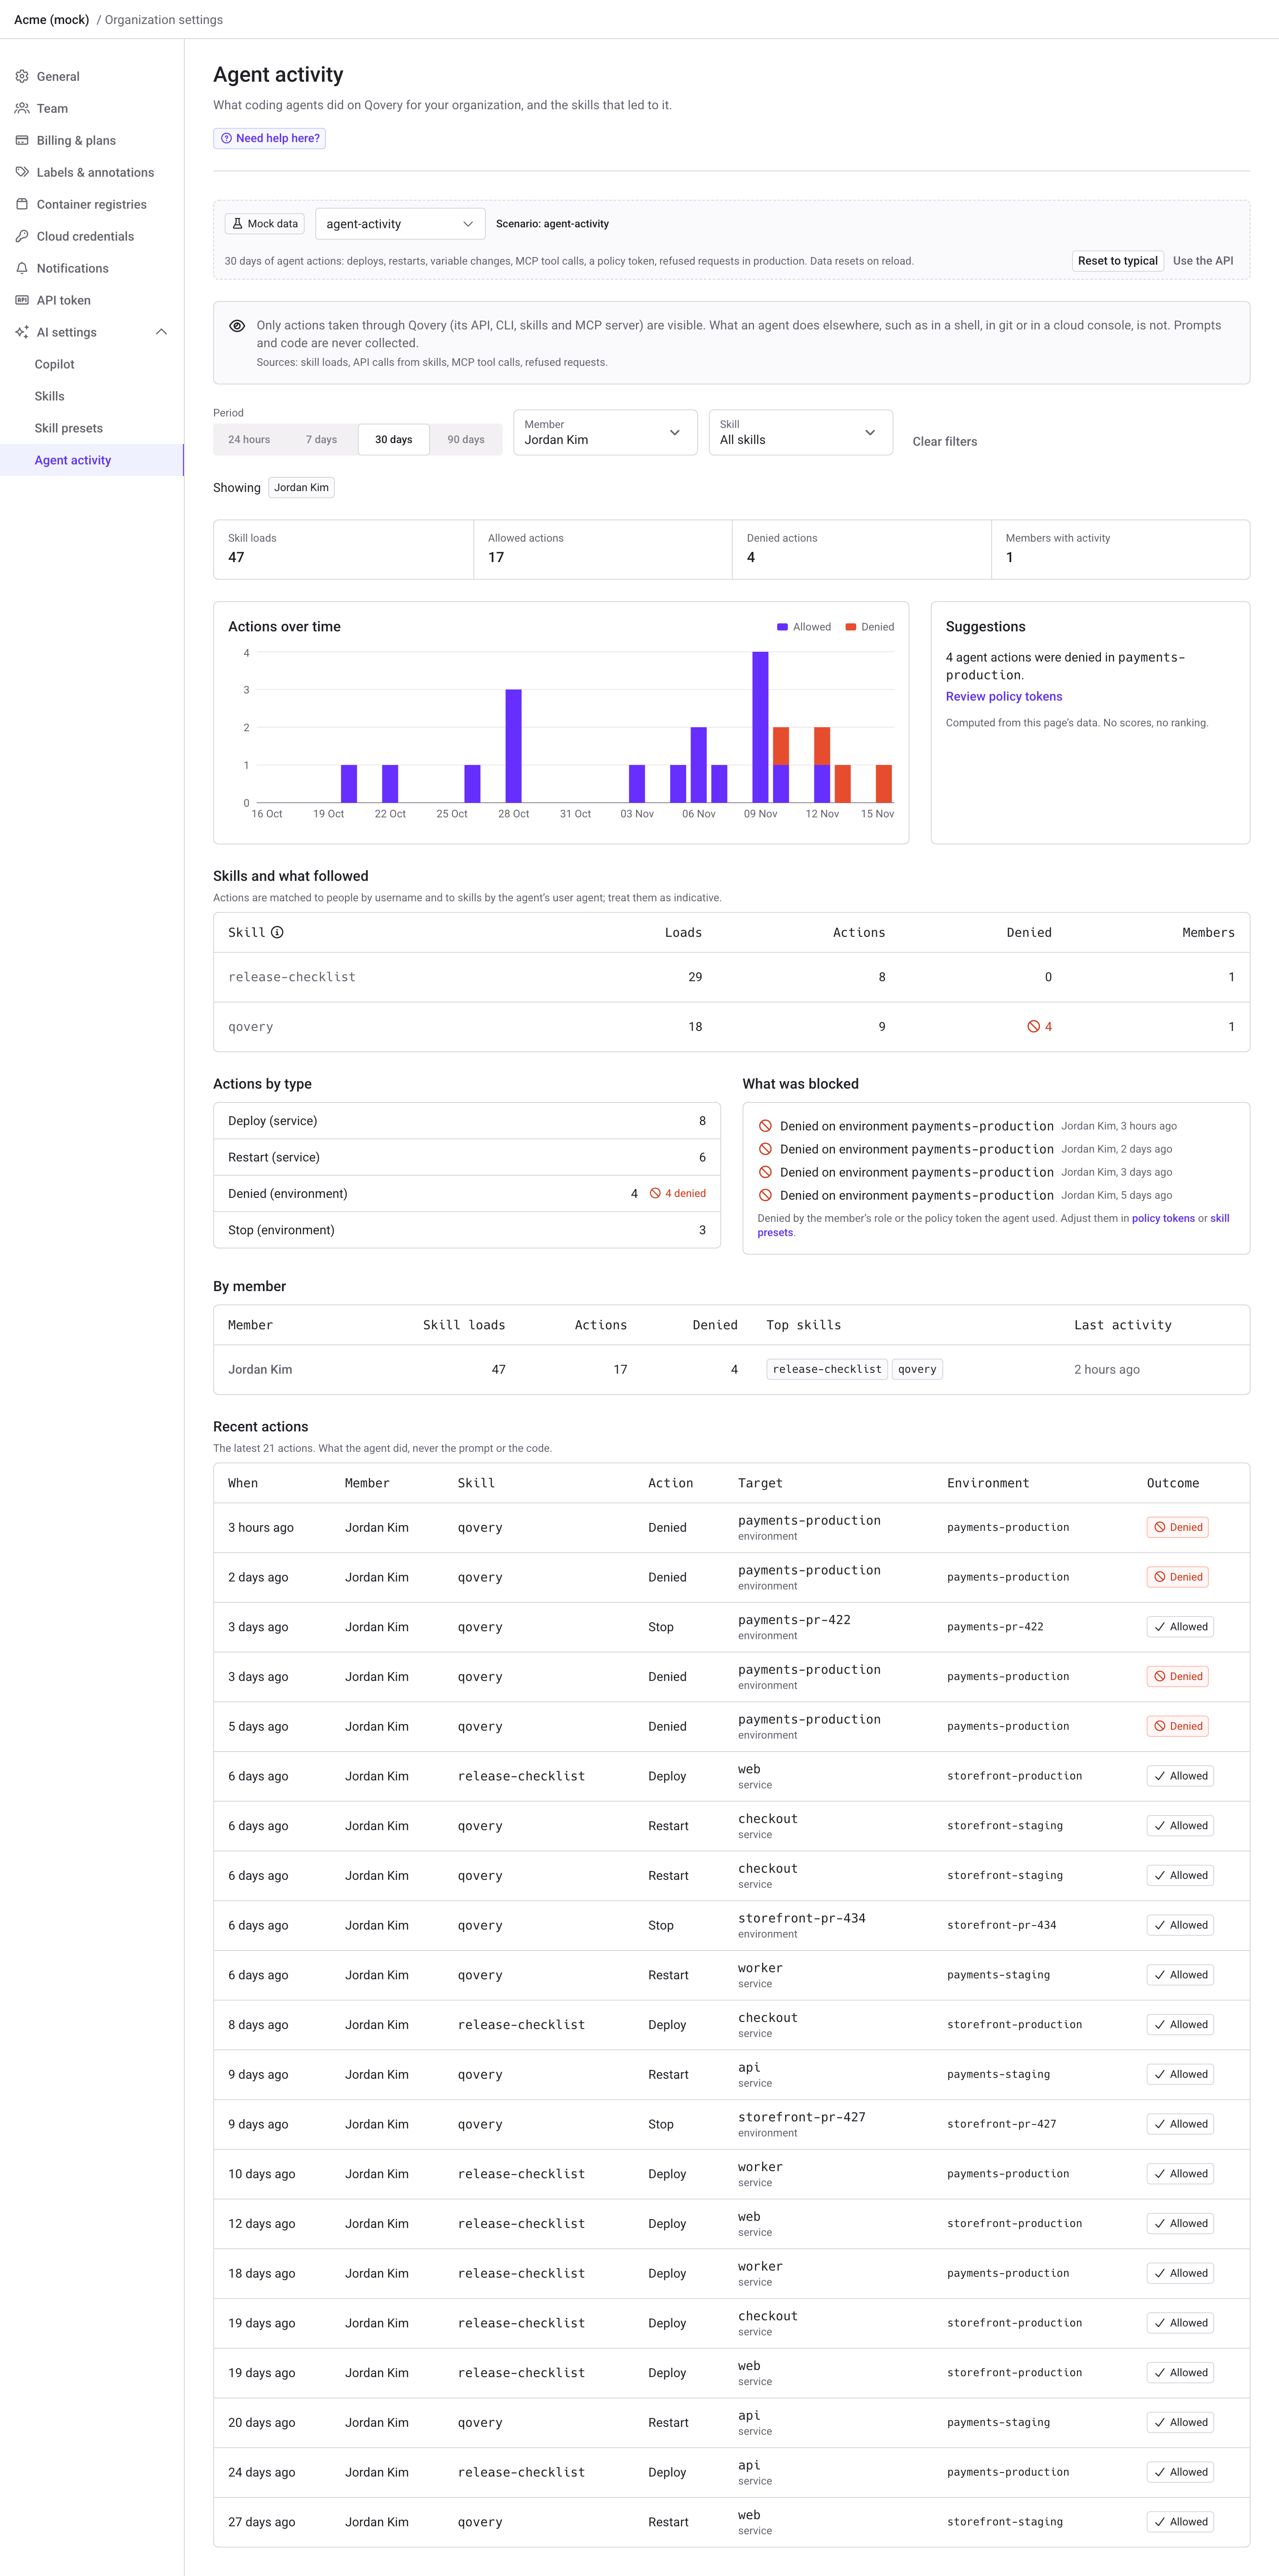 Acme (mock) / Organization settings
General
Team
Billing & plans
Labels & annotations
Container registries
Cloud credentials
Notifications
API token
AI settings
Copilot
Skills
Skill presets
Agent activity
Agent activity
What coding agents did on Qovery for your organization, and the skills that led to it.
Need help here?
Mock data agent-activity Scenario: agent-activity
30 days of agent actions: deploys, restarts, variable changes, MCP tool calls, a policy token, refused requests in production. Data resets on reload. Reset to typical Use the API
Only actions taken through Qovery (its API, CLI, skills and MCP server) are visible. What an agent does elsewhere, such as in a shell, in git or in a cloud console, is not. Prompts
and code are never collected.
Sources: skill loads, API calls from skills, MCP tool calls, refused requests.
Period
24 hours 7 days 30 days 90 days
Member
Jordan Kim
Skill
All skills
Clear filters
Showing Jordan Kim
Skill loads
47
Allowed actions
17
Denied actions
4
Members with activity
1
Actions over time
Allowed Denied
4
3
2
1
0
16 Oct 19 Oct 22 Oct 25 Oct 28 Oct 31 Oct 03 Nov 06 Nov 09 Nov 12 Nov 15 Nov
Suggestions
4 agent actions were denied in payments-
production.
Review policy tokens
Computed from this page's data. No scores, no ranking.
Skills and what followed
Actions are matched to people by username and to skills by the agent's user agent; treat them as indicative.
Skill Loads Actions Denied Members
release-checklist 29 8 0 1
qovery 18 9 4 1
Actions by type
Deploy (service) 8
Restart (service) 6
Denied (environment) 4 4 denied
Stop (environment) 3
What was blocked
Denied on environment payments-production Jordan Kim, 3 hours ago
Denied on environment payments-production Jordan Kim, 2 days ago
Denied on environment payments-production Jordan Kim, 3 days ago
Denied on environment payments-production Jordan Kim, 5 days ago
Denied by the member's role or the policy token the agent used. Adjust them in policy tokens or skill
presets.
By member
Member Skill loads Actions Denied Top skills Last activity
Jordan Kim 47 17 4 release-checklist qovery 2 hours ago
Recent actions
The latest 21 actions. What the agent did, never the prompt or the code.
When Member Skill Action Target Environment Outcome
3 hours ago Jordan Kim qovery Denied payments-production payments-production Denied
environment
2 days ago Jordan Kim qovery Denied payments-production payments-production Denied
environment
3 days ago Jordan Kim qovery Stop payments-pr-422 payments-pr-422 Allowed
environment
3 days ago Jordan Kim qovery Denied payments-production payments-production Denied
environment
5 days ago Jordan Kim qovery Denied payments-production payments-production Denied
environment
6 days ago Jordan Kim release-checklist Deploy web storefront-production Allowed
service
6 days ago Jordan Kim qovery Restart checkout storefront-staging Allowed
service
6 days ago Jordan Kim qovery Restart checkout storefront-staging Allowed
service
6 days ago Jordan Kim qovery Stop storefront-pr-434 storefront-pr-434 Allowed
environment
6 days ago Jordan Kim qovery Restart worker payments-staging Allowed
service
8 days ago Jordan Kim release-checklist Deploy checkout storefront-production Allowed
service
9 days ago Jordan Kim qovery Restart api payments-staging Allowed
service
9 days ago Jordan Kim qovery Stop storefront-pr-427 storefront-pr-427 Allowed
environment
10 days ago Jordan Kim release-checklist Deploy worker payments-production Allowed
service
12 days ago Jordan Kim release-checklist Deploy web storefront-production Allowed
service
18 days ago Jordan Kim release-checklist Deploy worker payments-production Allowed
service
19 days ago Jordan Kim release-checklist Deploy checkout storefront-production Allowed
service
19 days ago Jordan Kim release-checklist Deploy web storefront-production Allowed
service
20 days ago Jordan Kim qovery Restart api payments-staging Allowed
service
24 days ago Jordan Kim release-checklist Deploy api payments-production Allowed
service
27 days ago Jordan Kim qovery Restart web storefront-staging Allowed
service